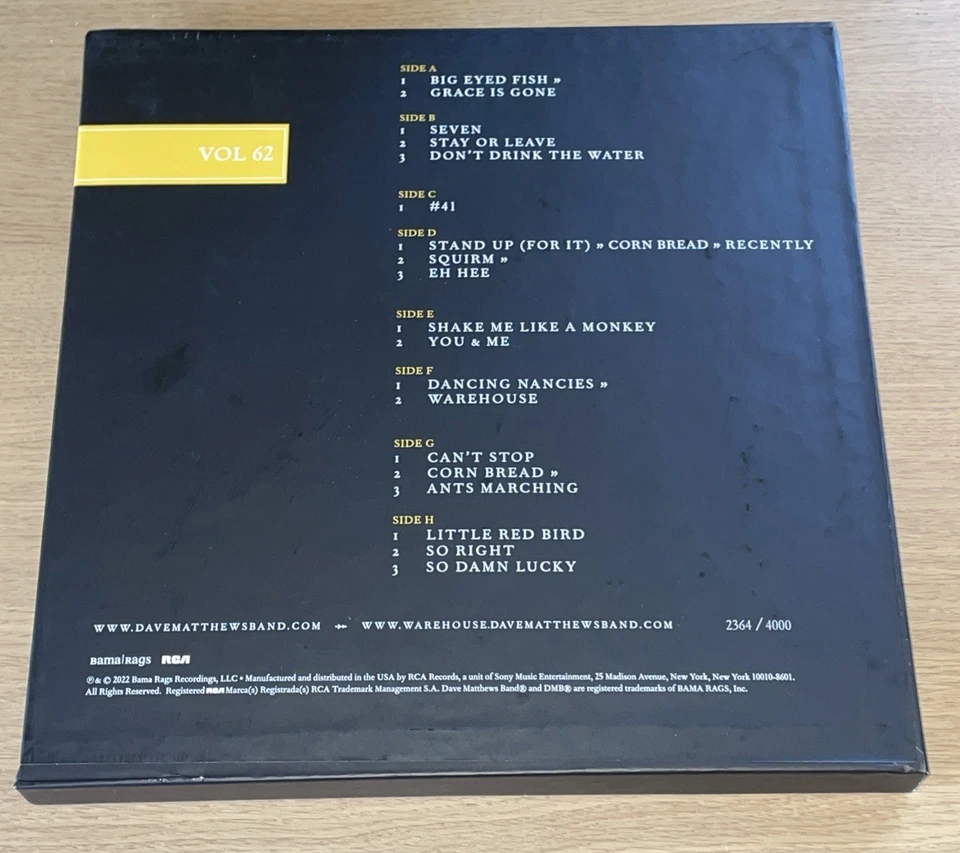 VOL 62
SIDE A
1 BIG EYED FISH »
2 GRACE IS GONE
SIDE B
1 SEVEN
2 STAY OR LEAVE
3 DON'T DRINK THE WATER
SIDE C
1 #41
SIDE D
1 STAND UP (FOR IT) » CORN BREAD » RECENTLY
2 SQUIRM »
3 EH HEE
SIDE E
1 SHAKE ME LIKE A MONKEY
2 YOU & ME
SIDE F
1 DANCING NANCIES »
2 WAREHOUSE
SIDE G
1 CAN'T STOP
2 CORN BREAD »
3 ANTS MARCHING
SIDE H
1 LITTLE RED BIRD
2 SO RIGHT
3 SO DAMN LUCKY
WWW.DAVEMATTHEWSBAND.COM WWW.WAREHOUSE.DAVEMATTHEWSBAND.COM 2364 / 4000
Bama|Rags RCA
℗ & © 2022 Bama Rags Recordings, LLC • Manufactured and distributed in the USA by RCA Records, a unit of Sony Music Entertainment, 25 Madison Avenue, New York, New York 10010-8601.
All Rights Reserved. Registered RCA Marca(s) Registrada(s) RCA Trademark Management S.A. Dave Matthews Band® and DMB® are registered trademarks of BAMA RAGS, Inc.